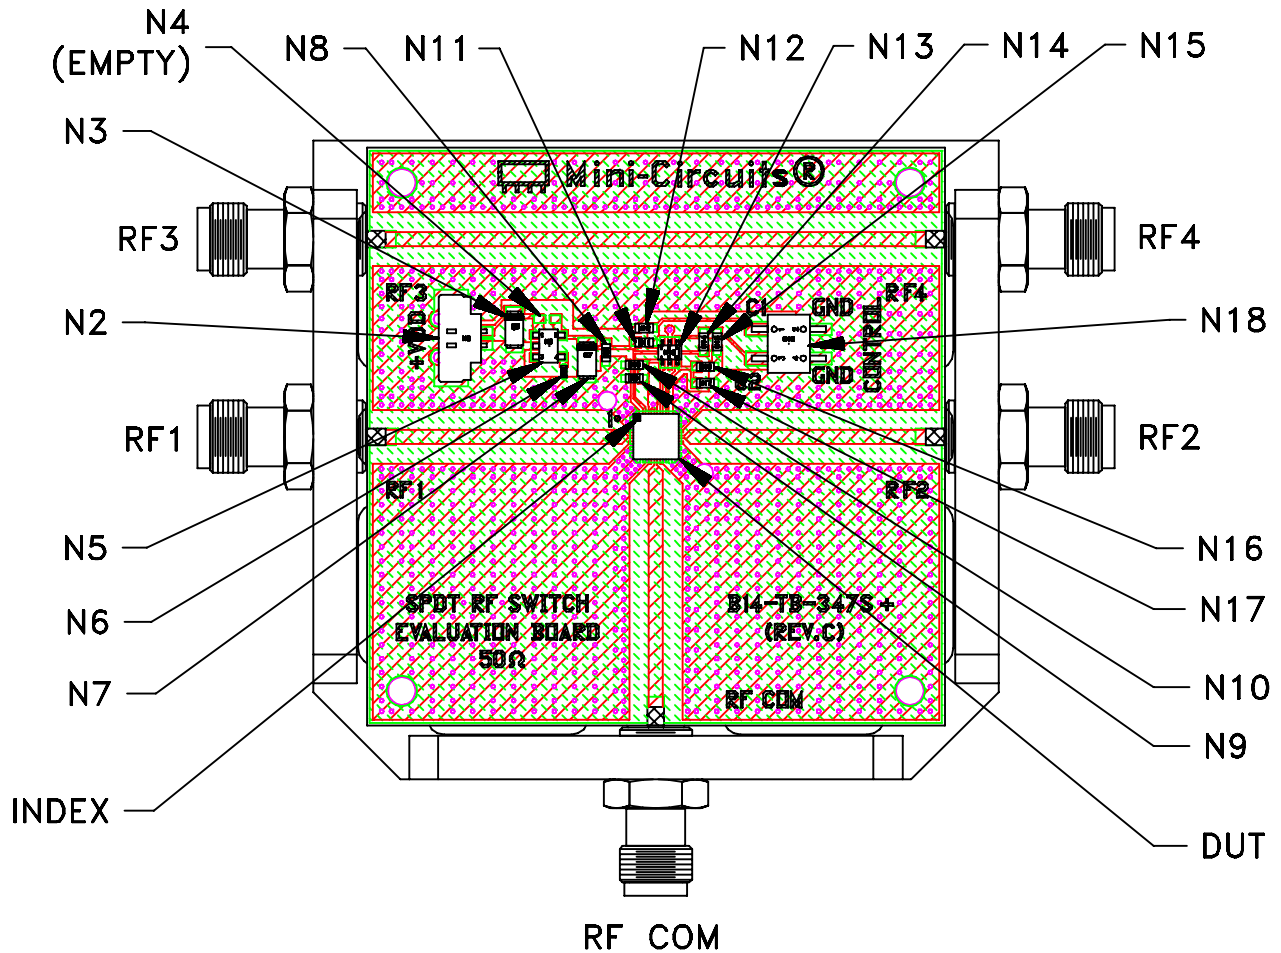 N4
(EMPTY)
N8
N11
N12
N13
N14
N15
N3
Mini-Circuits®
RF3
RF4
RF3
C1
GND
RF4
N2
+VDD
CONTROL
N18
GND
C2
RF1
1
RF2
RF1
RF2
N5
N16
SPDT RF SWITCH
EVALUATION BOARD
50Ω
B14-TB-347S+
(REV.C)
N6
N17
N7
RF COM
N10
N9
INDEX
DUT
RF COM